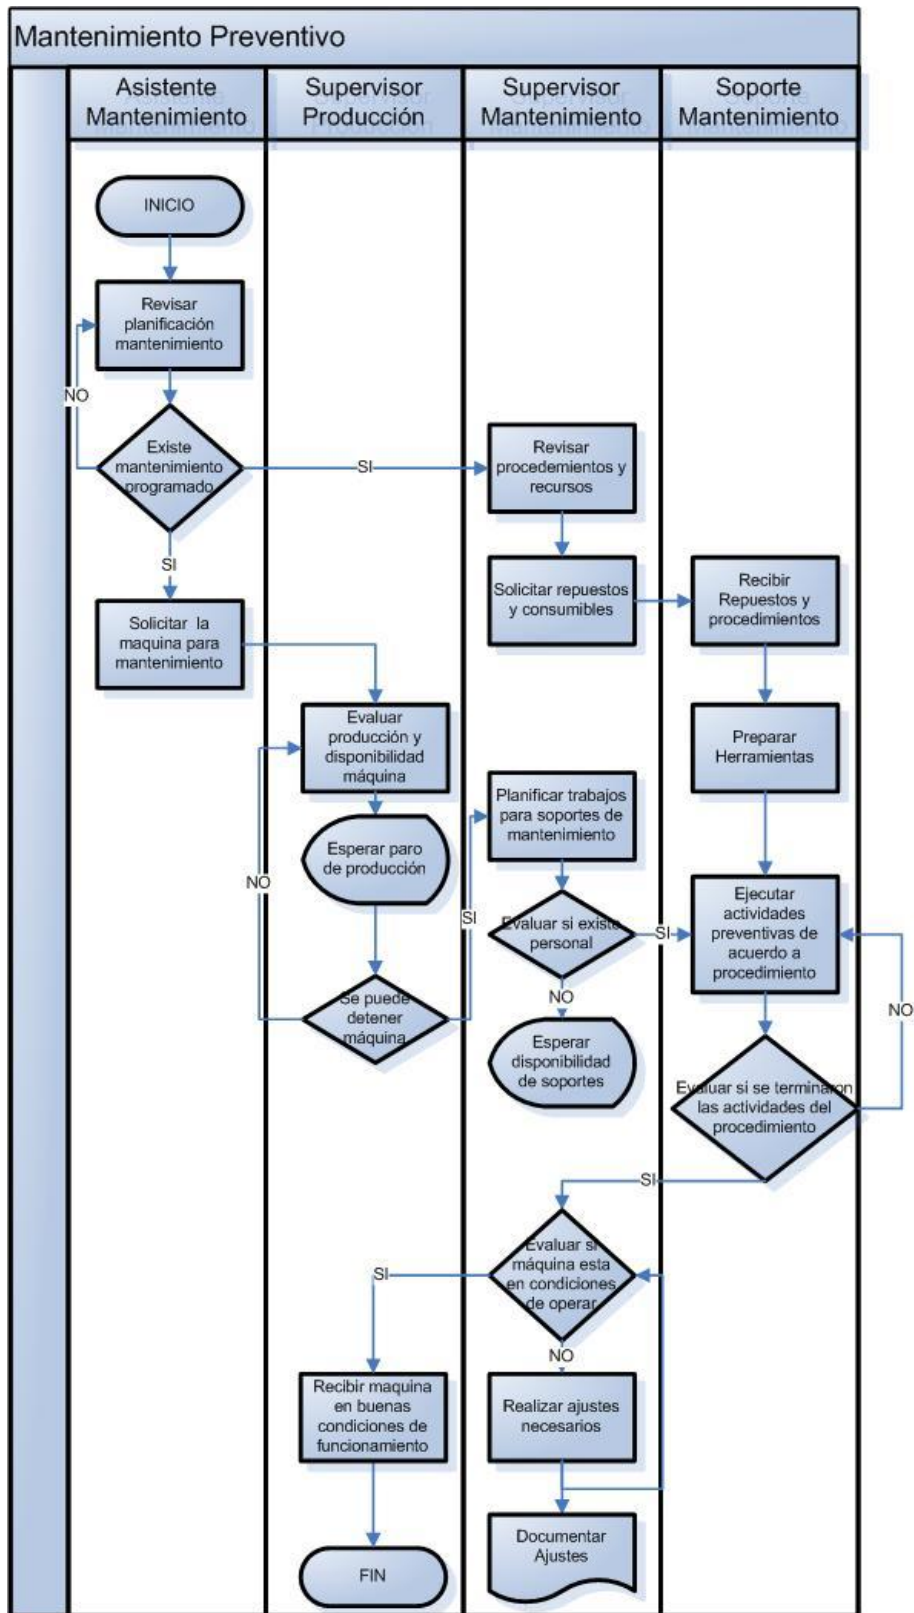 Mantenimiento Preventivo
Asistente
Mantenimiento
Supervisor
Producción
Supervisor
Mantenimiento
Soporte
Mantenimiento
INICIO
Revisar
planificación
mantenimiento
NO
Existe
mantenimiento
programado
SI
Revisar
procedemientos y
recursos
SI
Solicitar repuestos
y consumibles
Recibir
Repuestos y
procedimientos
Solicitar la
maquina para
mantenimiento
Evaluar
producción y
disponibilidad
máquina
Preparar
Herramientas
Planificar trabajos
para soportes de
mantenimiento
Esperar paro
de producción
NO
SI
Evaluar si existe
personal
SI
Ejecutar
actividades
preventivas de
acuerdo a
procedimiento
NO
Se puede
detener
máquina
NO
Esperar
disponibilidad
de soportes
Evaluar si se terminaron
las actividades del
procedimiento
SI
Evaluar si
máquina esta
en condiciones
de operar
SI
NO
Recibir maquina
en buenas
condiciones de
funcionamiento
Realizar ajustes
necesarios
Documentar
Ajustes
FIN